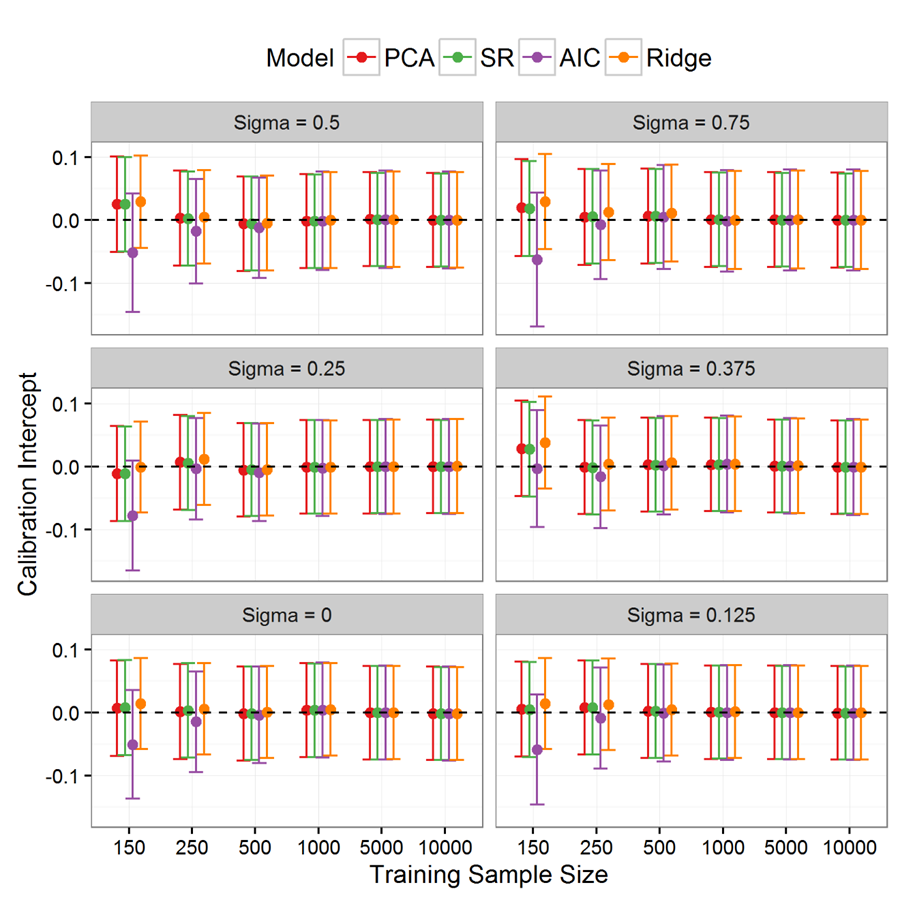 Model PCA SR AIC Ridge
Sigma = 0.5 Sigma = 0.75
0.1
0.0
-0.1
Sigma = 0.25 Sigma = 0.375
0.1
0.0
-0.1
Sigma = 0 Sigma = 0.125
0.1
0.0
-0.1
Calibration Intercept
150 250 500 1000 5000 10000 150 250 500 1000 5000 10000
Training Sample Size